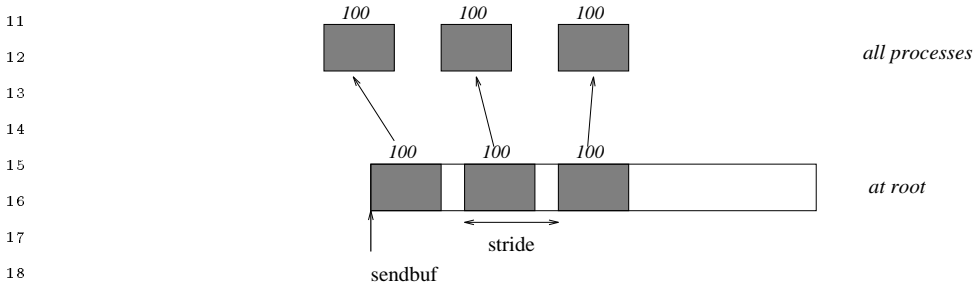 11 100 100 100
12 all processes
13
14
15 100 100 100
16 at root
17
stride
18
sendbuf